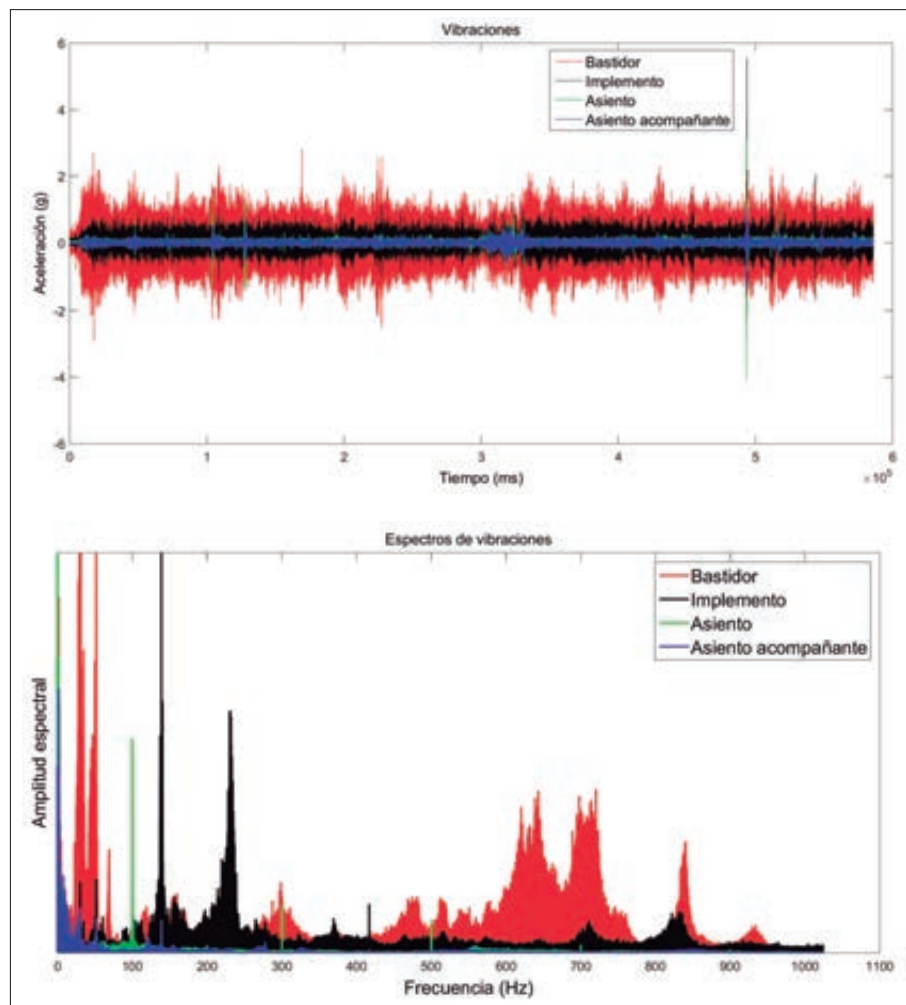 Vibraciones
6
4
2
0
-2
-4
-6
Aceleración (g)
Bastidor
Implemento
Asiento
Asiento acompañante
0 1 2 3 4 5 6
×10⁵
Tiempo (ms)
Espectros de vibraciones
Amplitud espectral
Bastidor
Implemento
Asiento
Asiento acompañante
0 100 200 300 400 500 600 700 800 900 1000 1100
Frecuencia (Hz)